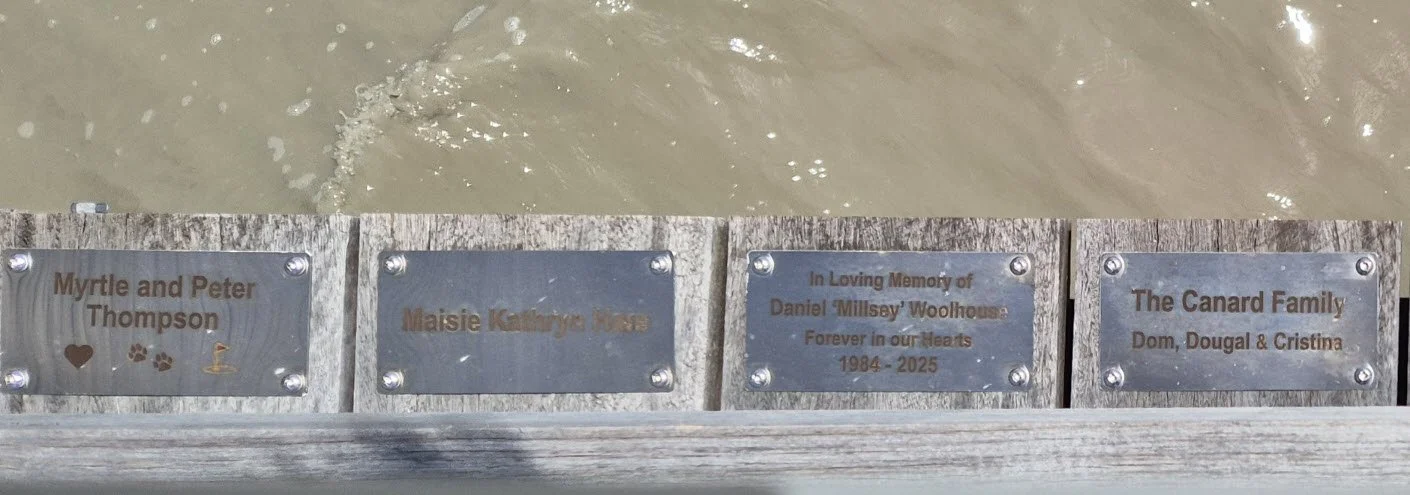 Myrtle and Peter
Thompson
Maisie Kathryn
In Loving Memory of
Daniel ‘Millsey’ Woolhouse
Forever in our Hearts
1984 - 2025
The Canard Family
Dom, Dougal & Cristina